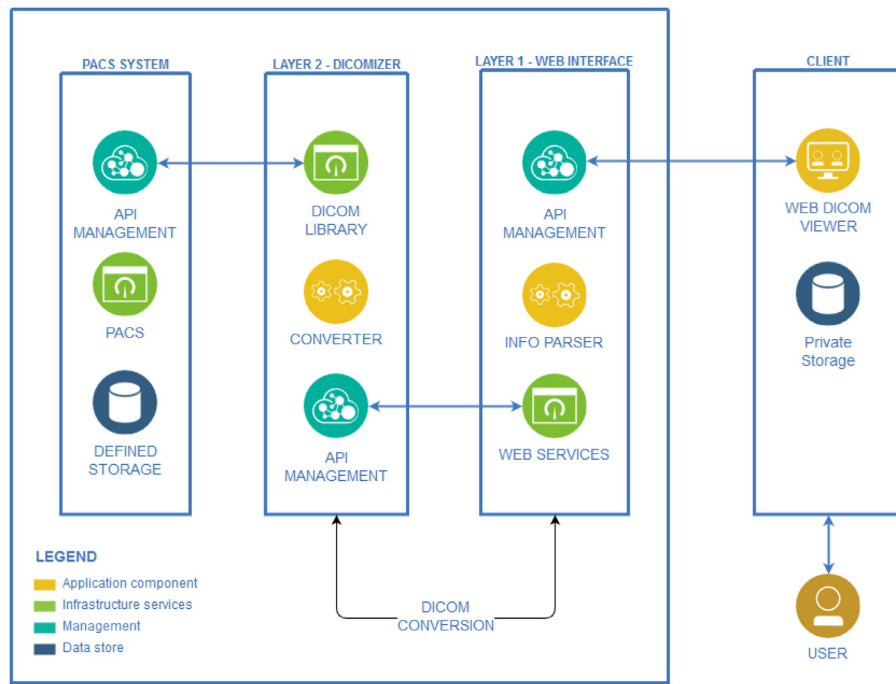 PACS SYSTEM
LAYER 2 - DICOMIZER
LAYER 1 - WEB INTERFACE
CLIENT
API
MANAGEMENT
PACS
DEFINED
STORAGE
DICOM
LIBRARY
CONVERTER
API
MANAGEMENT
API
MANAGEMENT
INFO PARSER
WEB SERVICES
WEB DICOM
VIEWER
Private
Storage
LEGEND
Application component
Infrastructure services
Management
Data store
DICOM
CONVERSION
USER